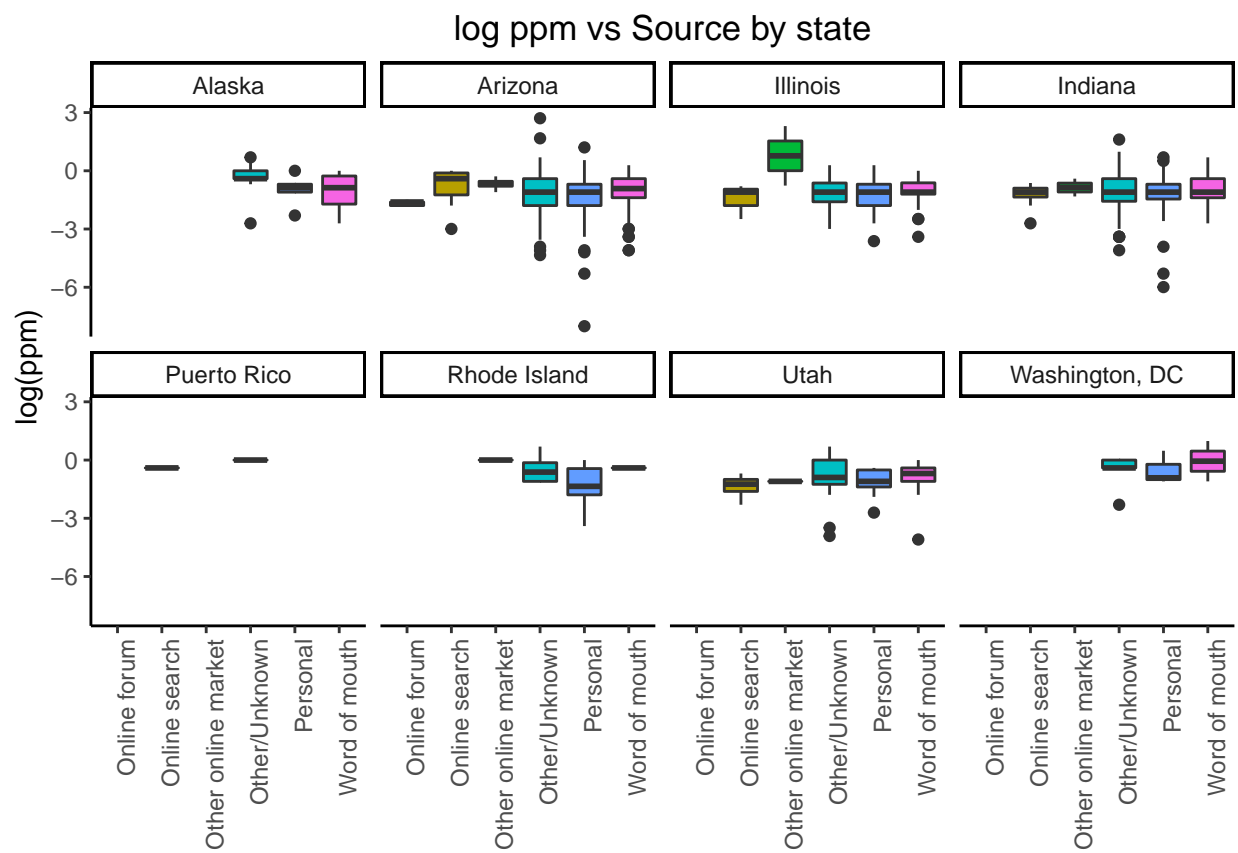 log ppm vs Source by state
Alaska
Arizona
Illinois
Indiana
3
0
−3
−6
Puerto Rico
Rhode Island
Utah
Washington, DC
3
0
−3
−6
log(ppm)
Online forum
Online search
Other online market
Other/Unknown
Personal
Word of mouth
Online forum
Online search
Other online market
Other/Unknown
Personal
Word of mouth
Online forum
Online search
Other online market
Other/Unknown
Personal
Word of mouth
Online forum
Online search
Other online market
Other/Unknown
Personal
Word of mouth